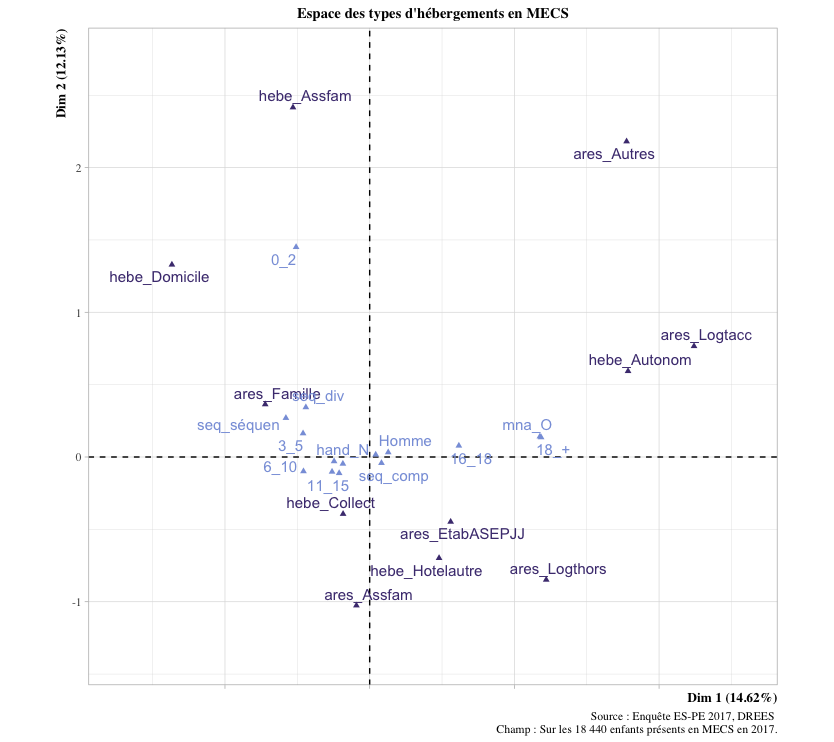 Espace des types d'hébergements en MECS
Dim 2 (12.13%)
hebe_Assfam
ares_Autres
2
0_2
hebe_Domicile
1
ares_Logtacc
hebe_Autonom
ares_Famille
seq_div
seq_séquen
mna_O
Homme
3_5
hand_N
18_+
0
16_18
6_10
seq_comp
11_15
hebe_Collect
ares_EtabASEPJJ
hebe_Hotelautre
ares_Logthors
ares_Assfam
-1
Dim 1 (14.62%)
Source : Enquête ES-PE 2017, DREES
Champ : Sur les 18 440 enfants présents en MECS en 2017.